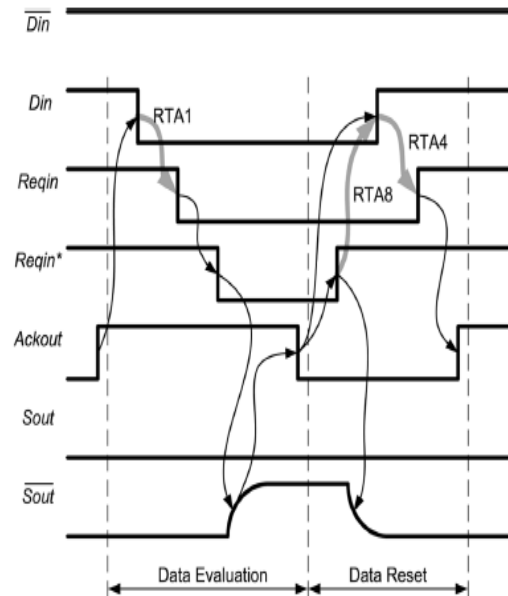 Din
Din
RTA1
RTA4
Reqin
RTA8
Reqin*
Ackout
Sout
Sout
Data Evaluation
Data Reset